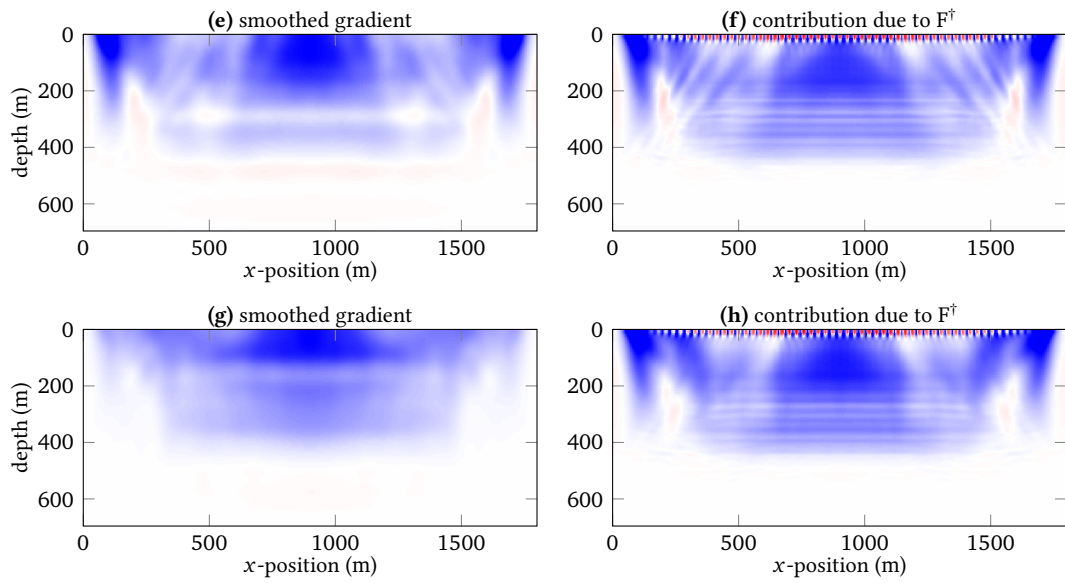 (e) smoothed gradient
0
200
400
600
depth (m)
0 500 1000 1500
x-position (m)
(f) contribution due to F†
0
200
400
600
0 500 1000 1500
x-position (m)
(g) smoothed gradient
0
200
400
600
depth (m)
0 500 1000 1500
x-position (m)
(h) contribution due to F†
0
200
400
600
0 500 1000 1500
x-position (m)